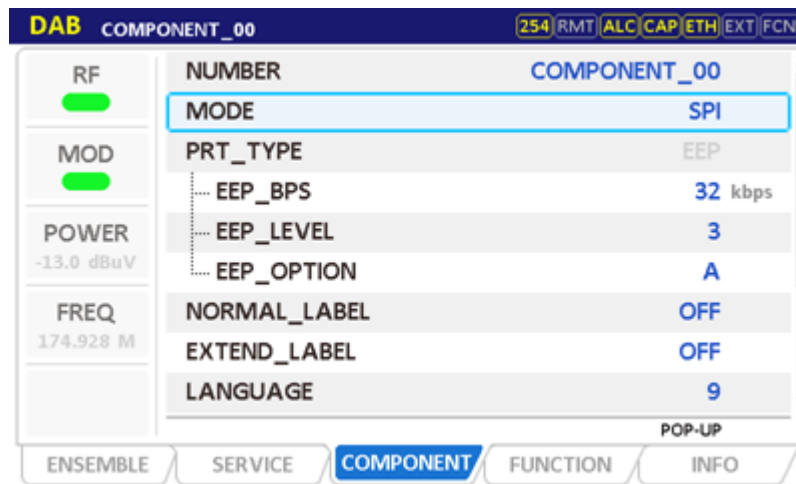 DAB COMPONENT_00 254 RMT ALC CAP ETH EXT FCN
RF
MOD
POWER
-13.0 dBuV
FREQ
174.928 M
NUMBER COMPONENT_00
MODE SPI
PRT_TYPE EEP
EEP_BPS 32 kbps
EEP_LEVEL 3
EEP_OPTION A
NORMAL_LABEL OFF
EXTEND_LABEL OFF
LANGUAGE 9
POP-UP
ENSEMBLE SERVICE COMPONENT FUNCTION INFO